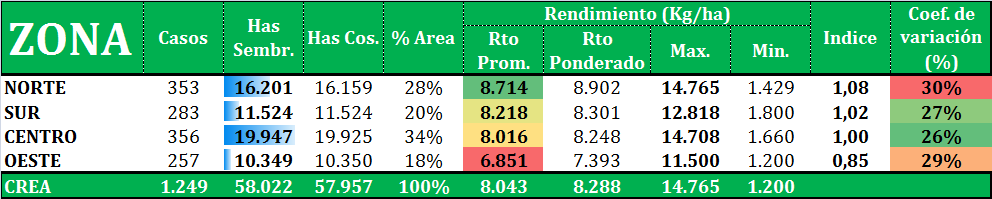 ZONA Casos Has Sembr. Has Cos. % Area Rendimiento (Kg/ha) Rto Prom. Rto Ponderado Max. Min. Indice Coef. de variación (%)
NORTE 353 16.201 16.159 28% 8.714 8.902 14.765 1.429 1,08 30%
SUR 283 11.524 11.524 20% 8.218 8.301 12.818 1.800 1,02 27%
CENTRO 356 19.947 19.925 34% 8.016 8.248 14.708 1.660 1,00 26%
OESTE 257 10.349 10.350 18% 6.851 7.393 11.500 1.200 0,85 29%
CREA 1.249 58.022 57.957 100% 8.043 8.288 14.765 1.200